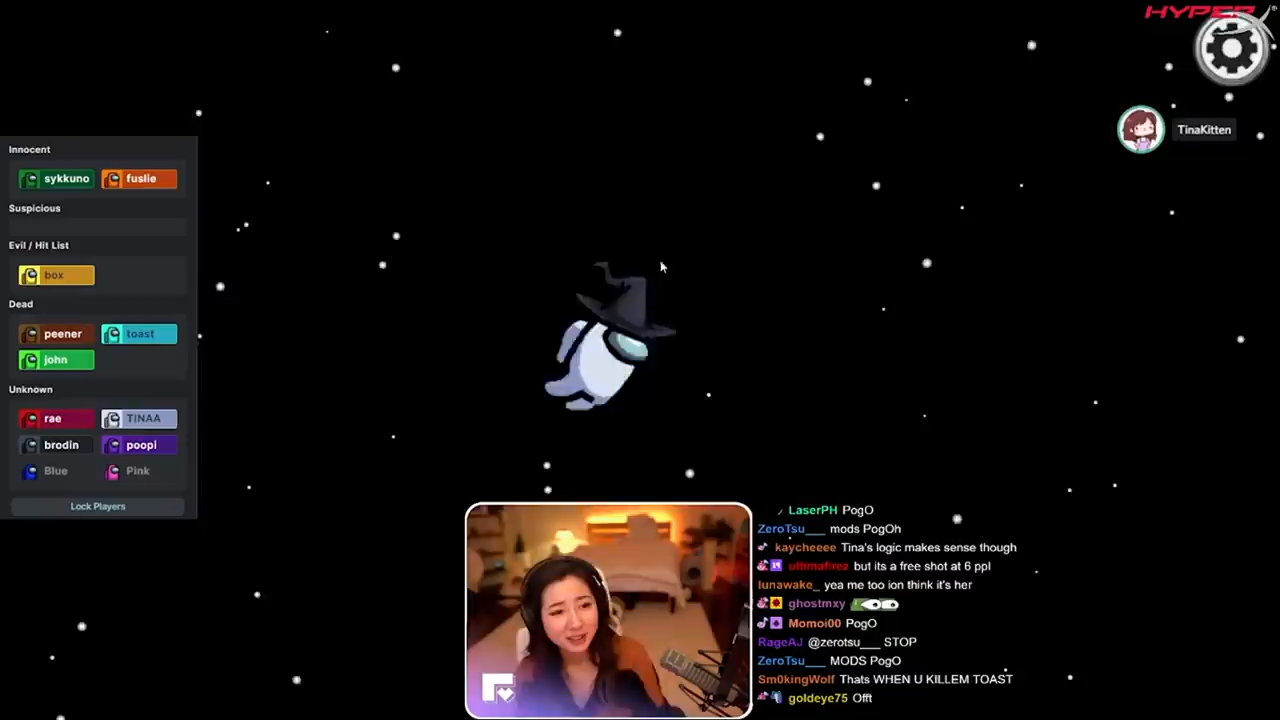 HYPERX
TinaKitten
Innocent
sykkuno fuslie
Suspicious
Evil / Hit List
box
Dead
peener toast
john
Unknown
rae TINAA
brodin poopi
Blue Pink
Lock Players
LaserPH PogO
ZeroTsu___ mods PogOh
kaycheeee Tina's logic makes sense though
ultimafirez but its a free shot at 6 ppl
lunawake_ yea me too ion think it's her
ghostmxy
Momoi00 PogO
RageAJ @zerotsu___ STOP
ZeroTsu___ MODS PogO
Sm0kingWolf Thats WHEN U KILLEM TOAST
goldeye75 Offt